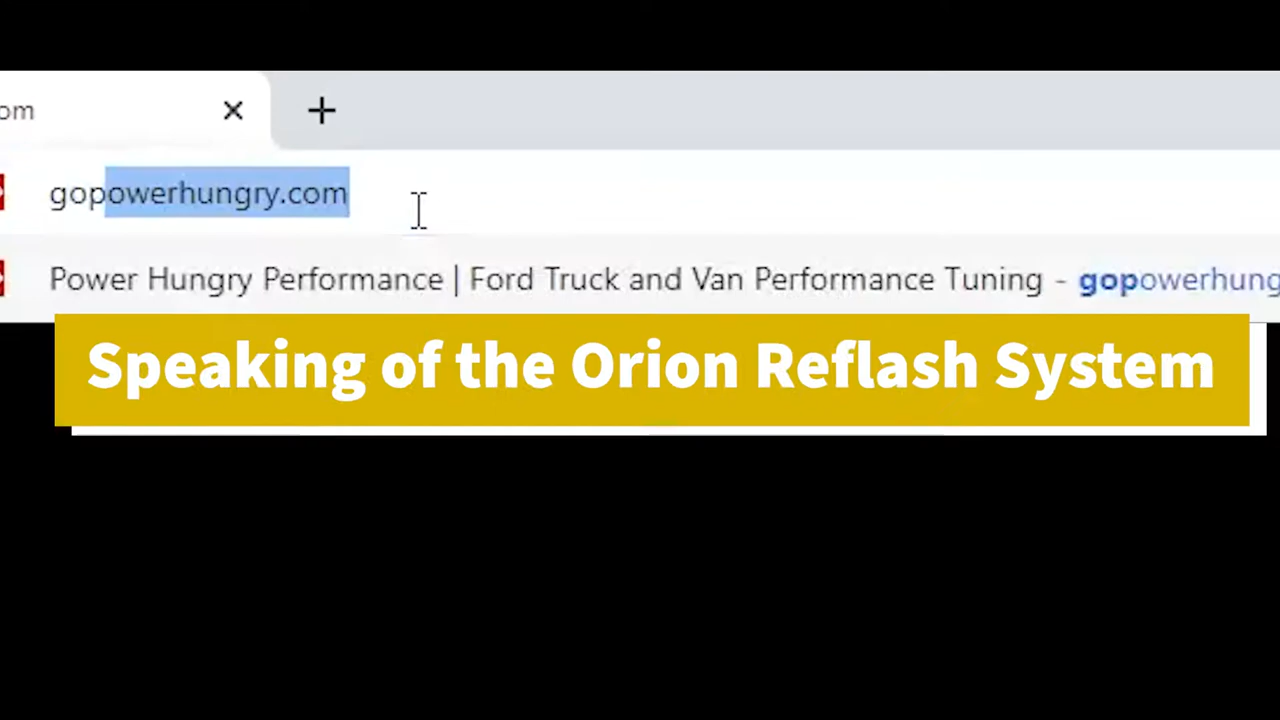 om
gopowerhungry.com
Power Hungry Performance | Ford Truck and Van Performance Tuning - gopowerhung
Speaking of the Orion Reflash System